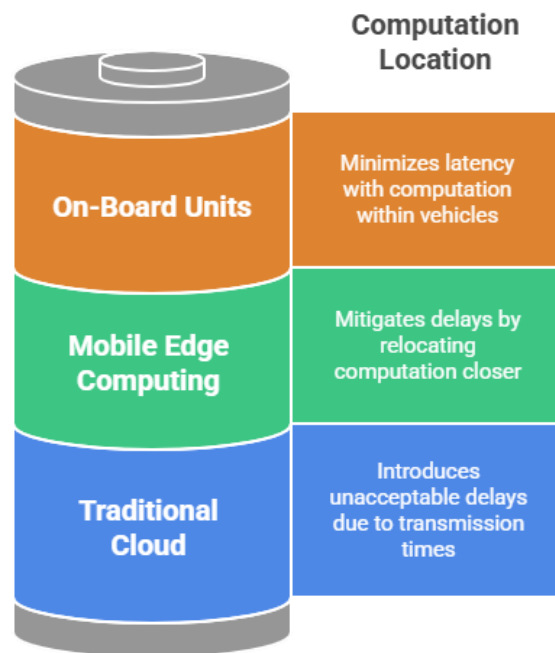 Computation
Location
On-Board Units
Minimizes latency
with computation
within vehicles
Mobile Edge
Computing
Mitigates delays by
relocating
computation closer
Traditional
Cloud
Introduces
unacceptable delays
due to transmission
times